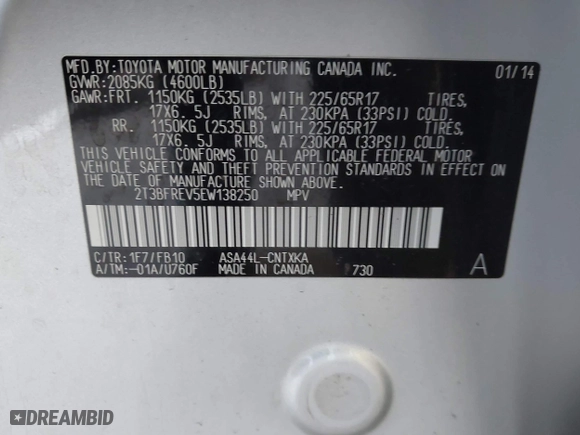 MFD.BY: TOYOTA MOTOR MANUFACTURING CANADA INC. 01/14
GVWR: 2085KG (4600LB)
GAWR: FRT. 1150KG (2535LB) WITH 225/65R17 TIRES,
17X6. 5J RIMS, AT 230KPA (33PSI) COLD.
RR. 1150KG (2535LB) WITH 225/65R17 TIRES,
17X6. 5J RIMS, AT 230KPA (33PSI) COLD.
THIS VEHICLE CONFORMS TO ALL APPLICABLE FEDERAL MOTOR
VEHICLE SAFETY AND THEFT PREVENTION STANDARDS IN EFFECT
ON THE DATE OF MANUFACTURE SHOWN ABOVE.
2T3BFREV5EW138250 MPV
C/TR: 1F7/FB10 ASA44L-CNTXKA
A/TM: -01A/U760F MADE IN CANADA 730 A
DREAMBID